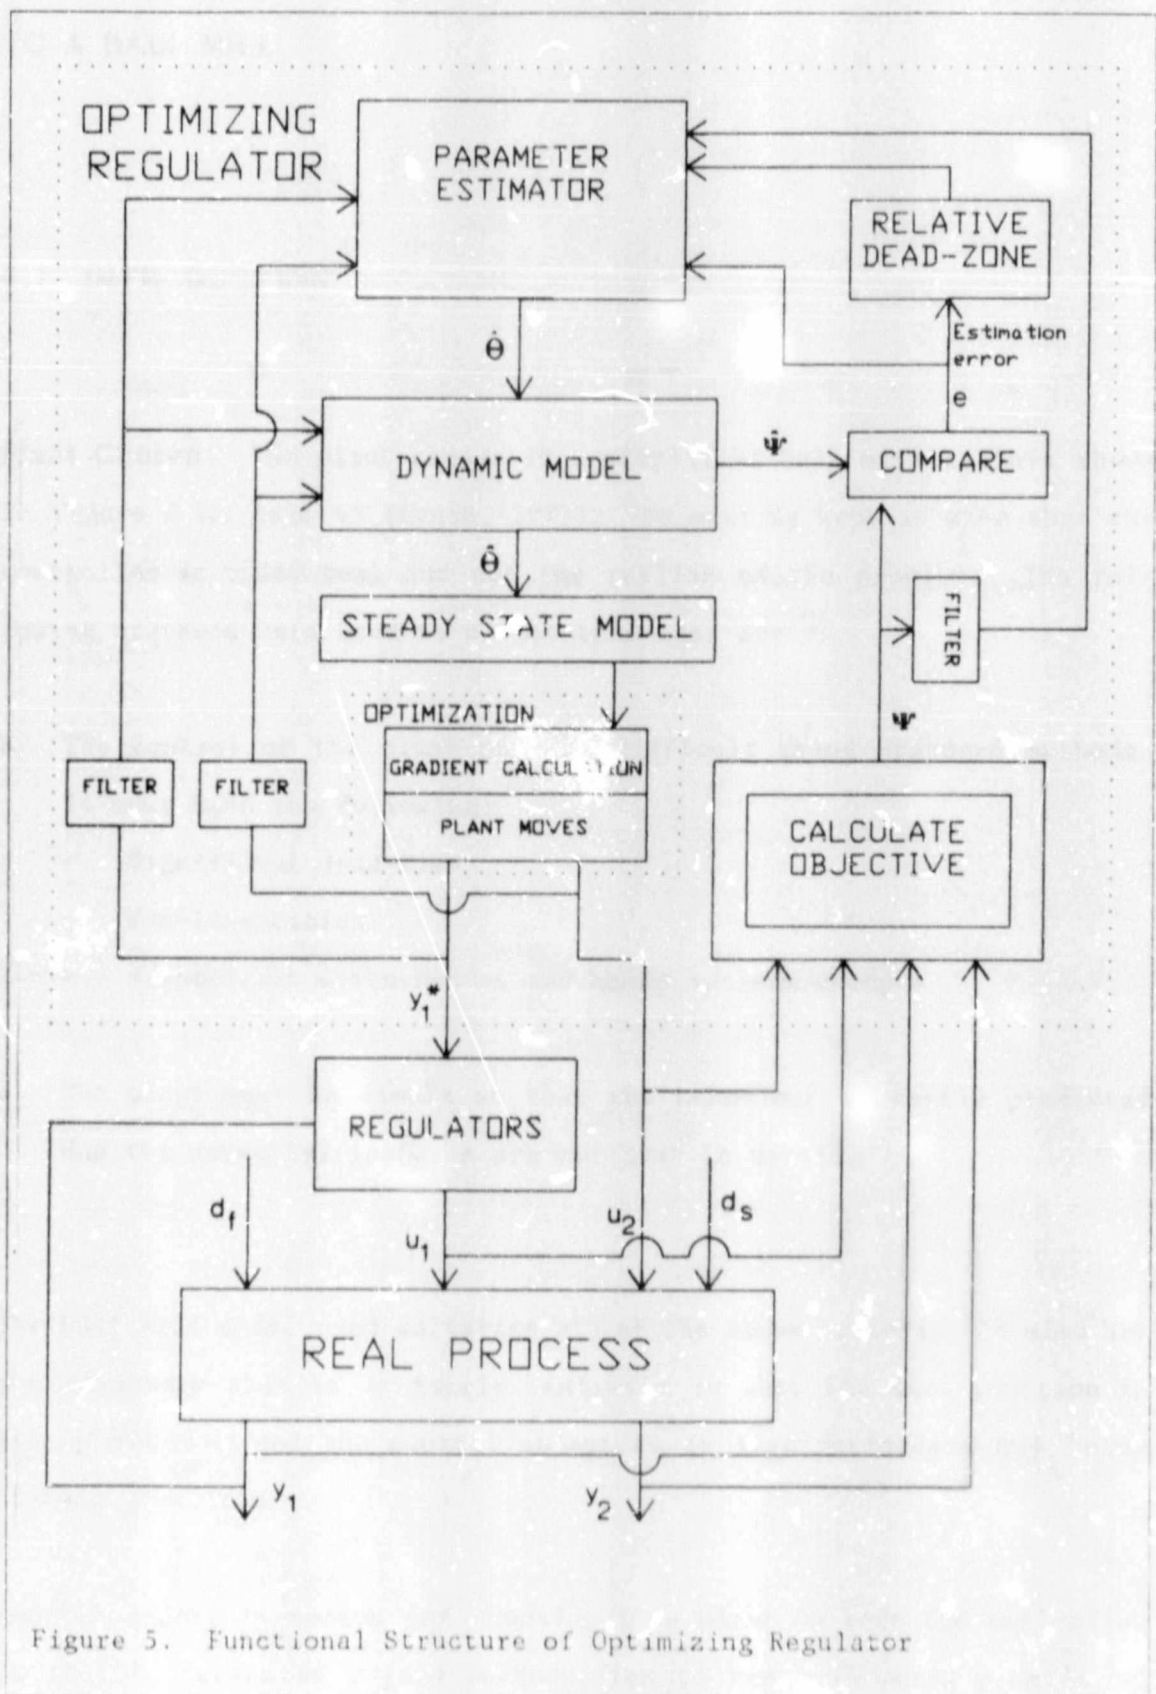 OPTIMIZING
REGULATOR
PARAMETER
ESTIMATOR
RELATIVE
DEAD-ZONE
Estimation
error
e
Θ̂
DYNAMIC MODEL
Ψ̂
COMPARE
Θ̂
STEADY STATE MODEL
FILTER
Ψ
OPTIMIZATION
GRADIENT CALCULATION
PLANT MOVES
FILTER
FILTER
CALCULATE
OBJECTIVE
y₁*
REGULATORS
d_f
u₁
u₂
d_s
REAL PROCESS
y₁
y₂
Figure 5. Functional Structure of Optimizing Regulator